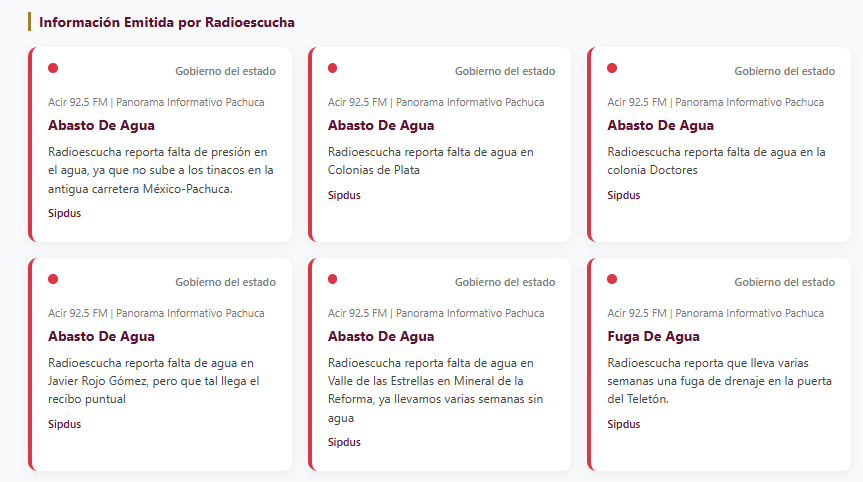 Información Emitida por Radioescucha
Gobierno del estado
Acir 92.5 FM | Panorama Informativo Pachuca
Abasto De Agua
Radioescucha reporta falta de presión en
el agua, ya que no sube a los tinacos en la
antigua carretera México-Pachuca.
Sipdus
Gobierno del estado
Acir 92.5 FM | Panorama Informativo Pachuca
Abasto De Agua
Radioescucha reporta falta de agua en
Colonias de Plata
Sipdus
Gobierno del estado
Acir 92.5 FM | Panorama Informativo Pachuca
Abasto De Agua
Radioescucha reporta falta de agua en la
colonia Doctores
Sipdus
Gobierno del estado
Acir 92.5 FM | Panorama Informativo Pachuca
Abasto De Agua
Radioescucha reporta falta de agua en
Javier Rojo Gómez, pero que tal llega el
recibo puntual
Sipdus
Gobierno del estado
Acir 92.5 FM | Panorama Informativo Pachuca
Abasto De Agua
Radioescucha reporta falta de agua en
Valle de las Estrellas en Mineral de la
Reforma, ya llevamos varias semanas sin
agua
Sipdus
Gobierno del estado
Acir 92.5 FM | Panorama Informativo Pachuca
Fuga De Agua
Radioescucha reporta que lleva varias
semanas una fuga de drenaje en la puerta
del Teletón.
Sipdus